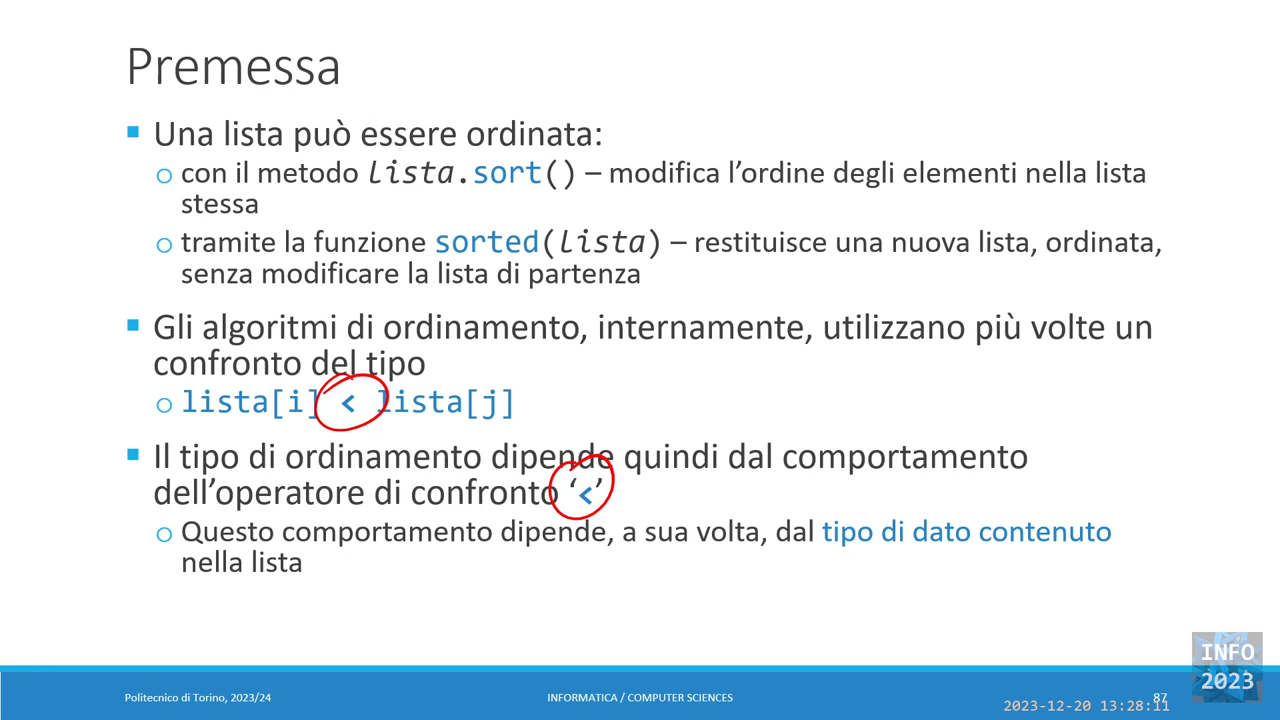 Premessa
Una lista può essere ordinata:
con il metodo lista.sort() – modifica l’ordine degli elementi nella lista
stessa
tramite la funzione sorted(lista) – restituisce una nuova lista, ordinata,
senza modificare la lista di partenza
Gli algoritmi di ordinamento, internamente, utilizzano più volte un
confronto del tipo
lista[i] < lista[j]
Il tipo di ordinamento dipende quindi dal comportamento
dell’operatore di confronto ‘<’
Questo comportamento dipende, a sua volta, dal tipo di dato contenuto
nella lista
INFO
2023
Politecnico di Torino, 2023/24 INFORMATICA / COMPUTER SCIENCES 87
2023-12-20 13:28:11